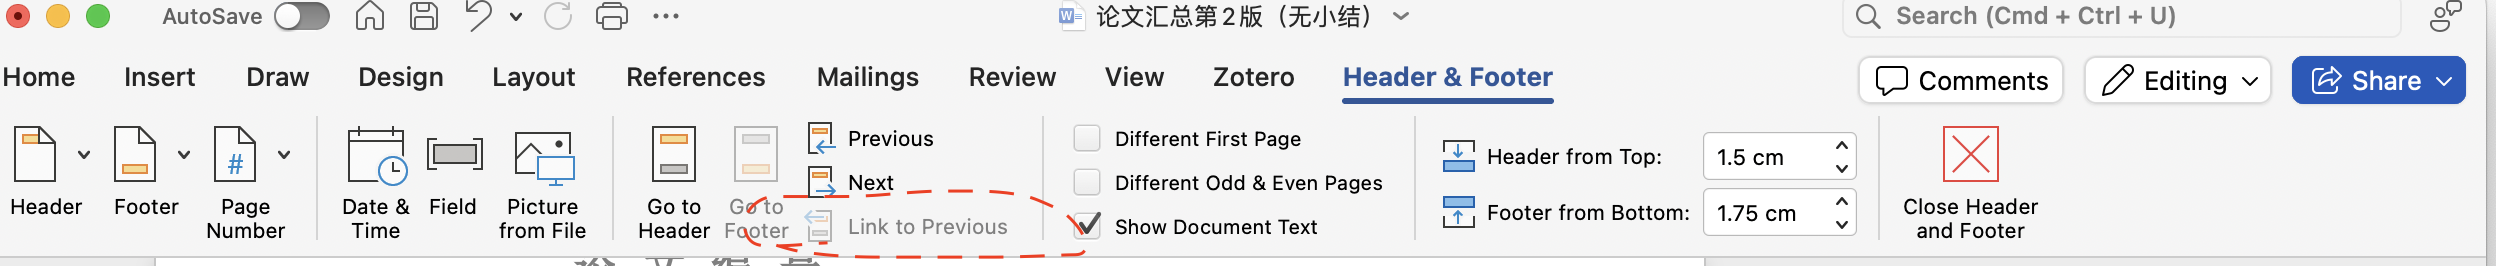 AutoSave 论文汇总第2版（无小结） Search (Cmd + Ctrl + U)
Home Insert Draw Design Layout References Mailings Review View Zotero Header & Footer Comments Editing Share
Header
Footer
Page
Number
Date &
Time
Field
Picture
from File
Go to
Header
Go to
Footer
Previous
Next
Link to Previous
Different First Page
Different Odd & Even Pages
Show Document Text
Header from Top: 1.5 cm
Footer from Bottom: 1.75 cm
Close Header
and Footer